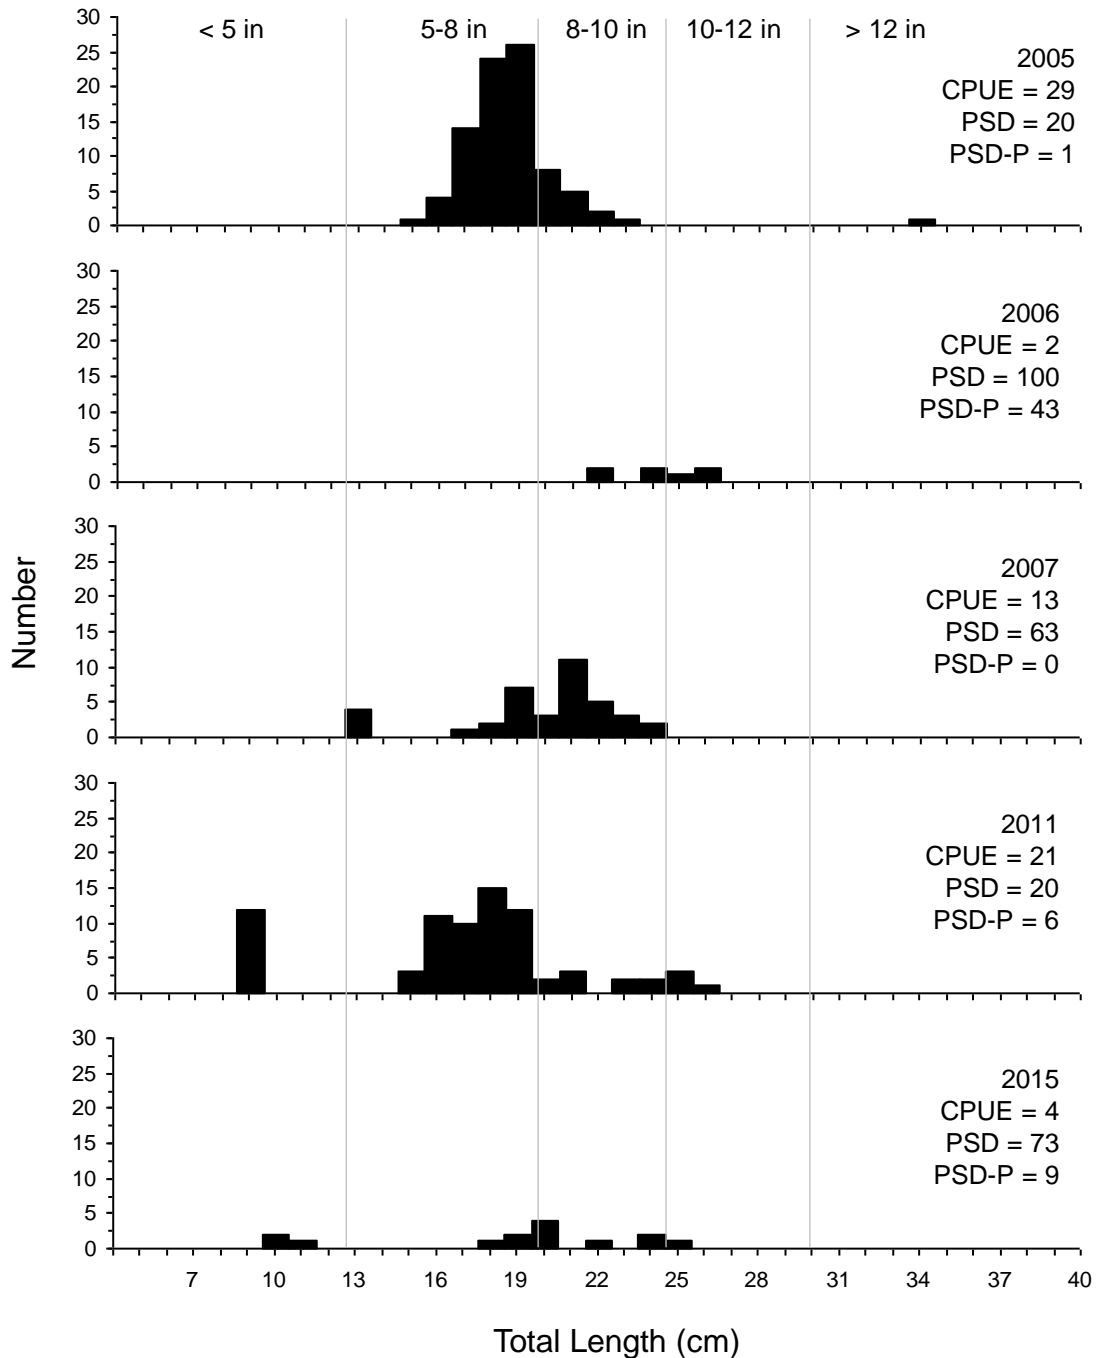 < 5 in 5-8 in 8-10 in 10-12 in > 12 in
30
25
20
15
10
5
0
2005
CPUE = 29
PSD = 20
PSD-P = 1
30
25
20
15
10
5
0
2006
CPUE = 2
PSD = 100
PSD-P = 43
Number
30
25
20
15
10
5
0
2007
CPUE = 13
PSD = 63
PSD-P = 0
30
25
20
15
10
5
0
2011
CPUE = 21
PSD = 20
PSD-P = 6
30
25
20
15
10
5
0
2015
CPUE = 4
PSD = 73
PSD-P = 9
7 10 13 16 19 22 25 28 31 34 37 40
Total Length (cm)